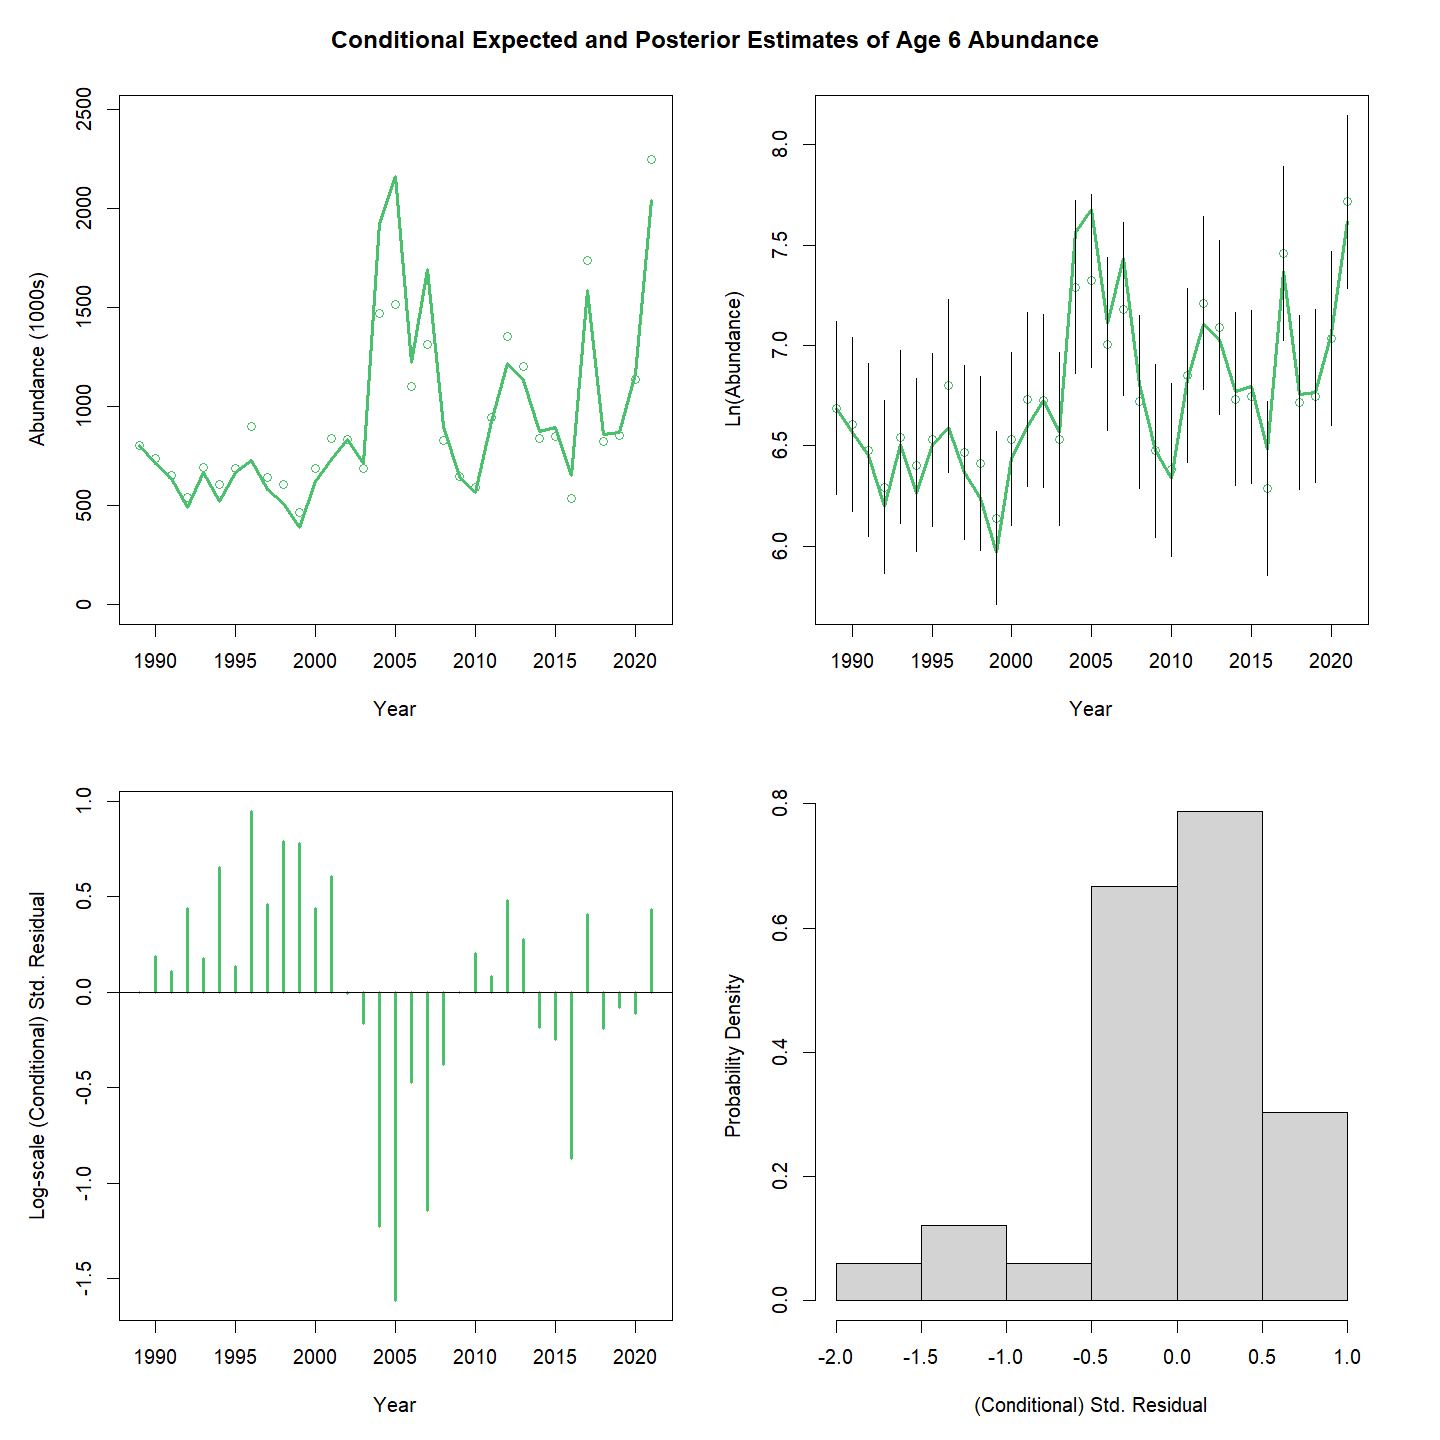 Conditional Expected and Posterior Estimates of Age 6 Abundance
Abundance (1000s)
2500
2000
1500
1000
500
0
1990 1995 2000 2005 2010 2015 2020
Year
Ln(Abundance)
8.0
7.5
7.0
6.5
6.0
1990 1995 2000 2005 2010 2015 2020
Year
Log-scale (Conditional) Std. Residual
1.0
0.5
0.0
-0.5
-1.0
-1.5
1990 1995 2000 2005 2010 2015 2020
Year
Probability Density
0.8
0.6
0.4
0.2
0.0
-2.0 -1.5 -1.0 -0.5 0.0 0.5 1.0
(Conditional) Std. Residual